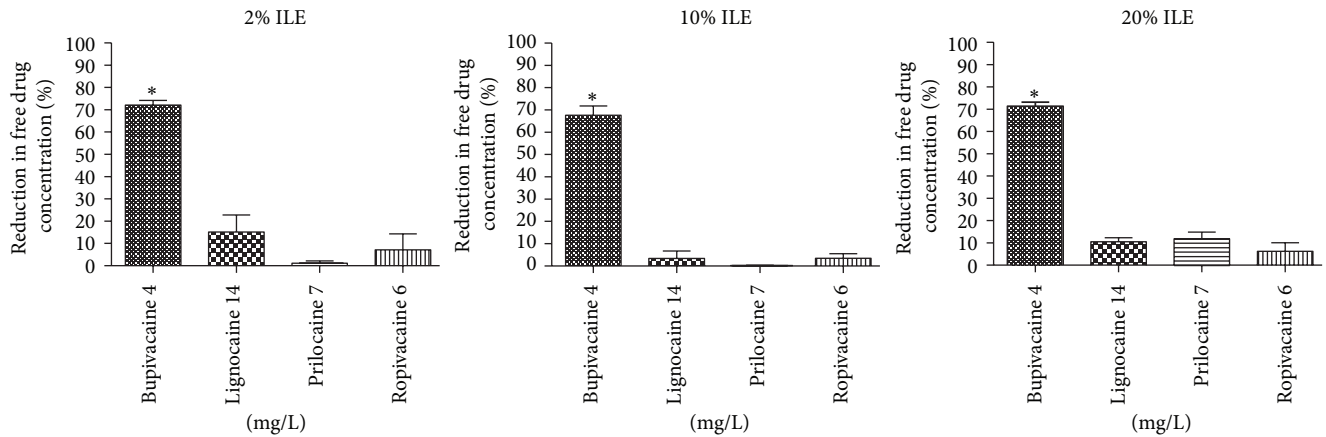 2% ILE
Reduction in free drug
concentration (%)
100
90
80
70
60
50
40
30
20
10
0
*
Bupivacaine 4
Lignocaine 14
Prilocaine 7
Ropivacaine 6
(mg/L)
10% ILE
Reduction in free drug
concentration (%)
100
90
80
70
60
50
40
30
20
10
0
*
Bupivacaine 4
Lignocaine 14
Prilocaine 7
Ropivacaine 6
(mg/L)
20% ILE
Reduction in free drug
concentration (%)
100
90
80
70
60
50
40
30
20
10
0
*
Bupivacaine 4
Lignocaine 14
Prilocaine 7
Ropivacaine 6
(mg/L)